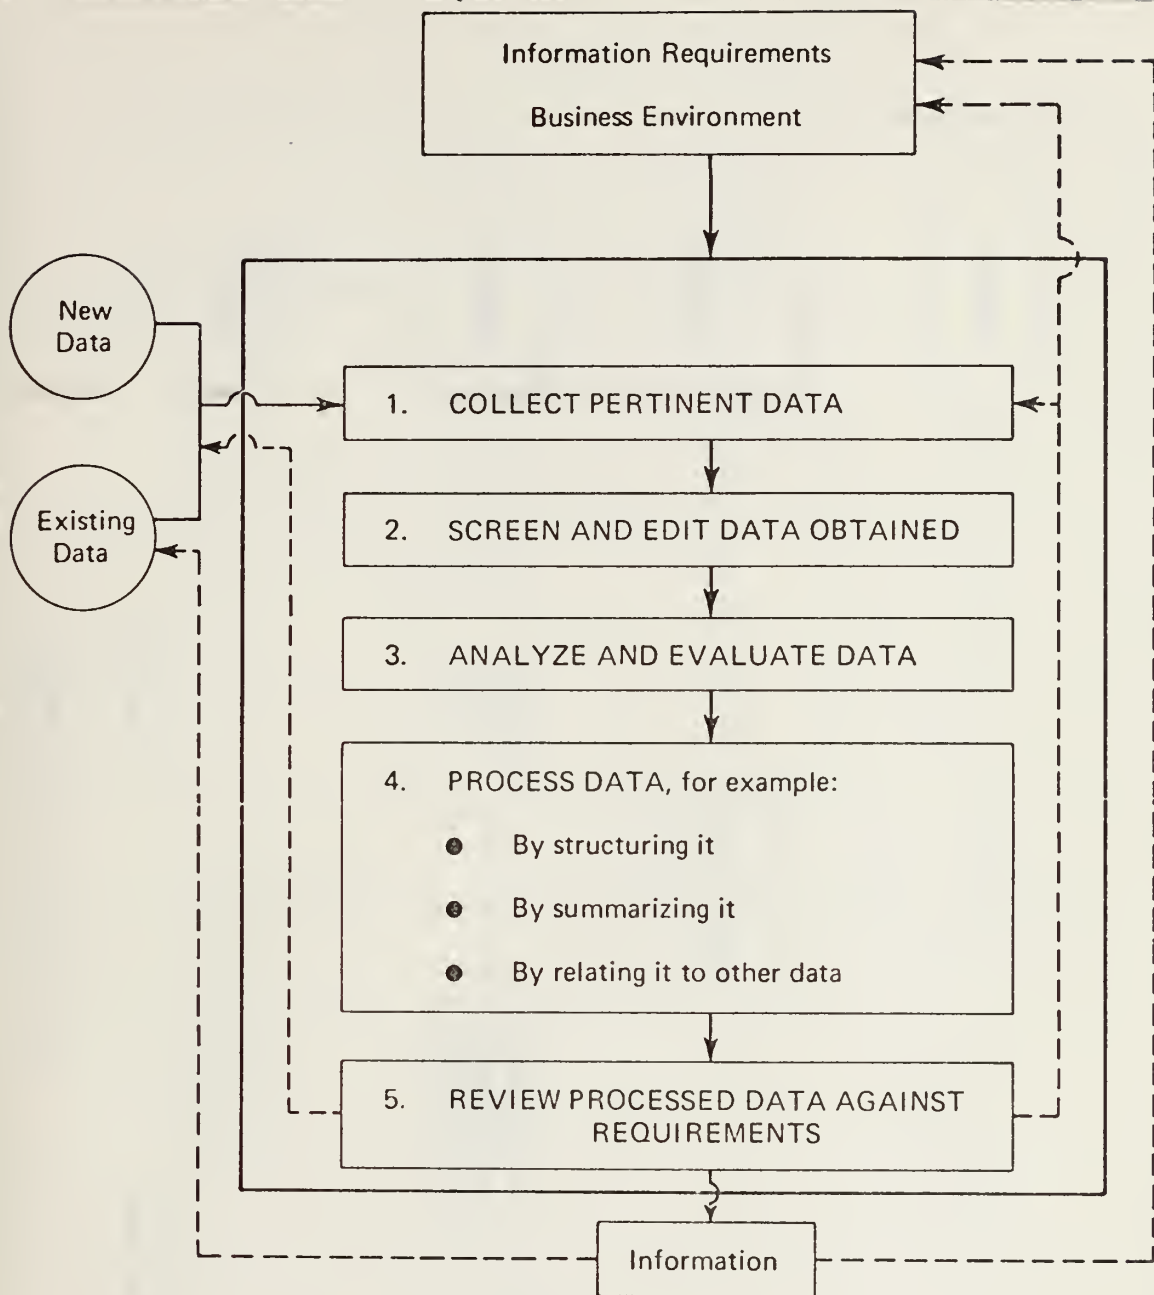 Information Requirements
Business Environment
New
Data
Existing
Data
1. COLLECT PERTINENT DATA
2. SCREEN AND EDIT DATA OBTAINED
3. ANALYZE AND EVALUATE DATA
4. PROCESS DATA, for example:
● By structuring it
● By summarizing it
● By relating it to other data
5. REVIEW PROCESSED DATA AGAINST
REQUIREMENTS
Information